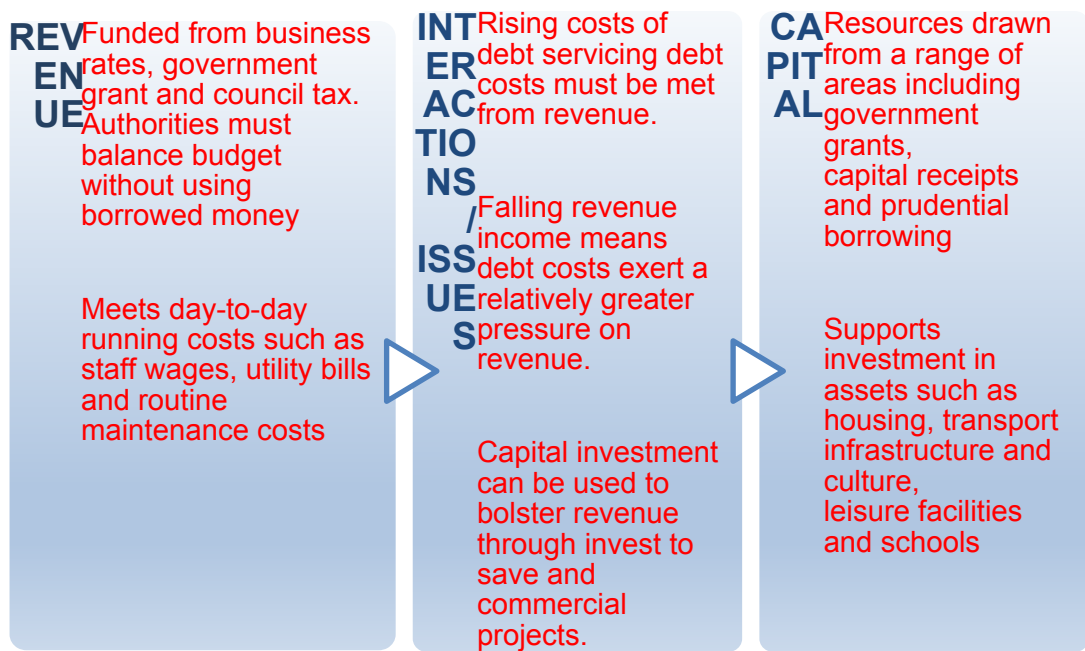 REV
EN
UE
Funded from business
rates, government
grant and council tax.
Authorities must
balance budget
without using
borrowed money
Meets day-to-day
running costs such as
staff wages, utility bills
and routine
maintenance costs
INT
ER
AC
TIO
NS
/
ISS
UE
S
Rising costs of
debt servicing debt
costs must be met
from revenue.
Falling revenue
income means
debt costs exert a
relatively greater
pressure on
revenue.
Capital investment
can be used to
bolster revenue
through invest to
save and
commercial
projects.
CA
PIT
AL
Resources drawn
from a range of
areas including
government
grants,
capital receipts
and prudential
borrowing
Supports
investment in
assets such as
housing, transport
infrastructure and
culture,
leisure facilities
and schools